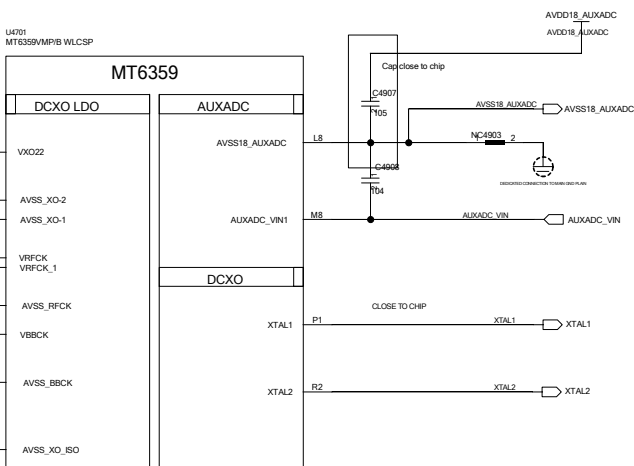 U4701
MT6359VMP/B WLCSP
MT6359
AVDD18_AUXADC
AVDD18_AUXADC
Cap close to chip
DCXO LDO
AUXADC
C4907
105
AVSS18_AUXADC
AVSS18_AUXADC
AVSS18_AUXADC
L8
NC4903
2
VXO22
C4908
104
DEDICATED CONNECTION TO MAIN GND PLAIN
AVSS_XO-2
AVSS_XO-1
AUXADC_VIN1
M8
AUXADC_VIN
AUXADC_VIN
VRFCK
VRFCK_1
DCXO
AVSS_RFCK
CLOSE TO CHIP
XTAL1
P1
XTAL1
XTAL1
VBBCK
AVSS_BBCK
XTAL2
R2
XTAL2
XTAL2
AVSS_XO_ISO